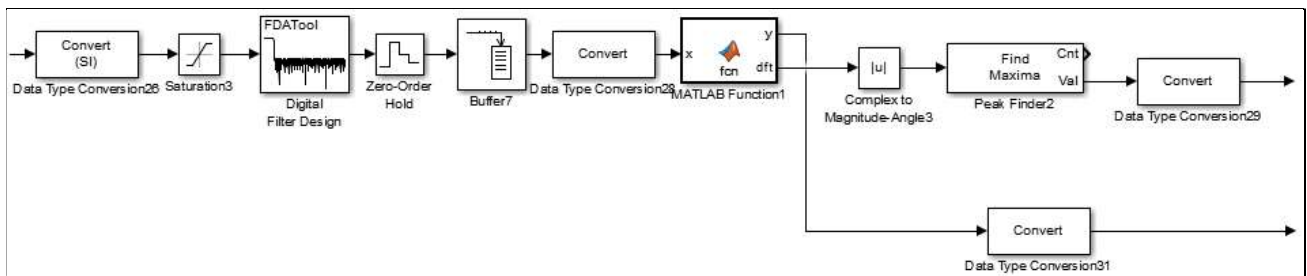 Convert
(SI)
Data Type Conversion26
Saturation3
FDATool
Digital
Filter Design
Zero-Order
Hold
Buffer7
Convert
Data Type Conversion28
x
fcn
y
dft
MATLAB Function1
|u|
Complex to
Magnitude-Angle3
Find
Maxima
Cnt
Val
Peak Finder2
Convert
Data Type Conversion29
Convert
Data Type Conversion31